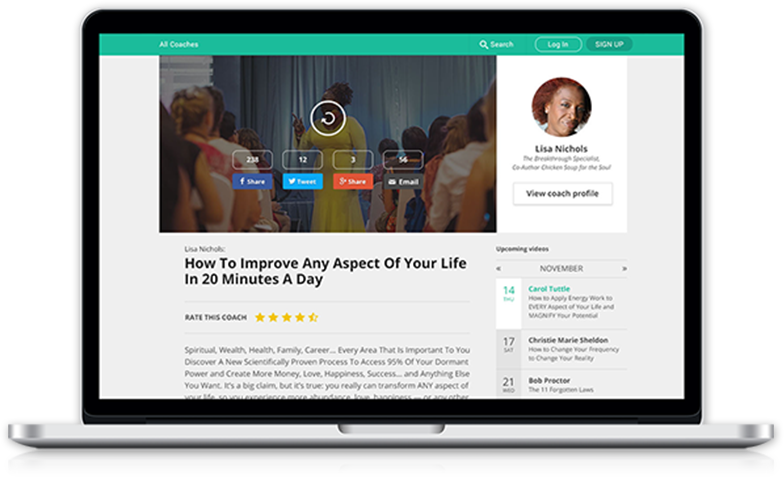 All Coaches
Search
Log In
SIGN UP
238
12
3
56
f Share
Tweet
g+ Share
Email
Lisa Nichols
The Breakthrough Specialist,
Co-Author Chicken Soup for the Soul
View coach profile
Lisa Nichols:
How To Improve Any Aspect Of Your Life
In 20 Minutes A Day
RATE THIS COACH
Spiritual, Wealth, Health, Family, Career... Every Area That Is Important To You
Discover A New Scientifically Proven Process To Access 95% Of Your Dormant
Power and Create More Money, Love, Happiness, Success... and Anything Else
You Want. It's a big claim, but it's true: you really can transform ANY aspect of
your life, so you experience more abundance, love, happiness — or any other
Upcoming videos
«
NOVEMBER
»
14
THU
Carol Tuttle
How to Apply Energy Work to
EVERY Aspect of Your Life and
MAGNIFY Your Potential
17
SAT
Christie Marie Sheldon
How to Change Your Frequency
to Change Your Reality
21
WED
Bob Proctor
The 11 Forgotten Laws